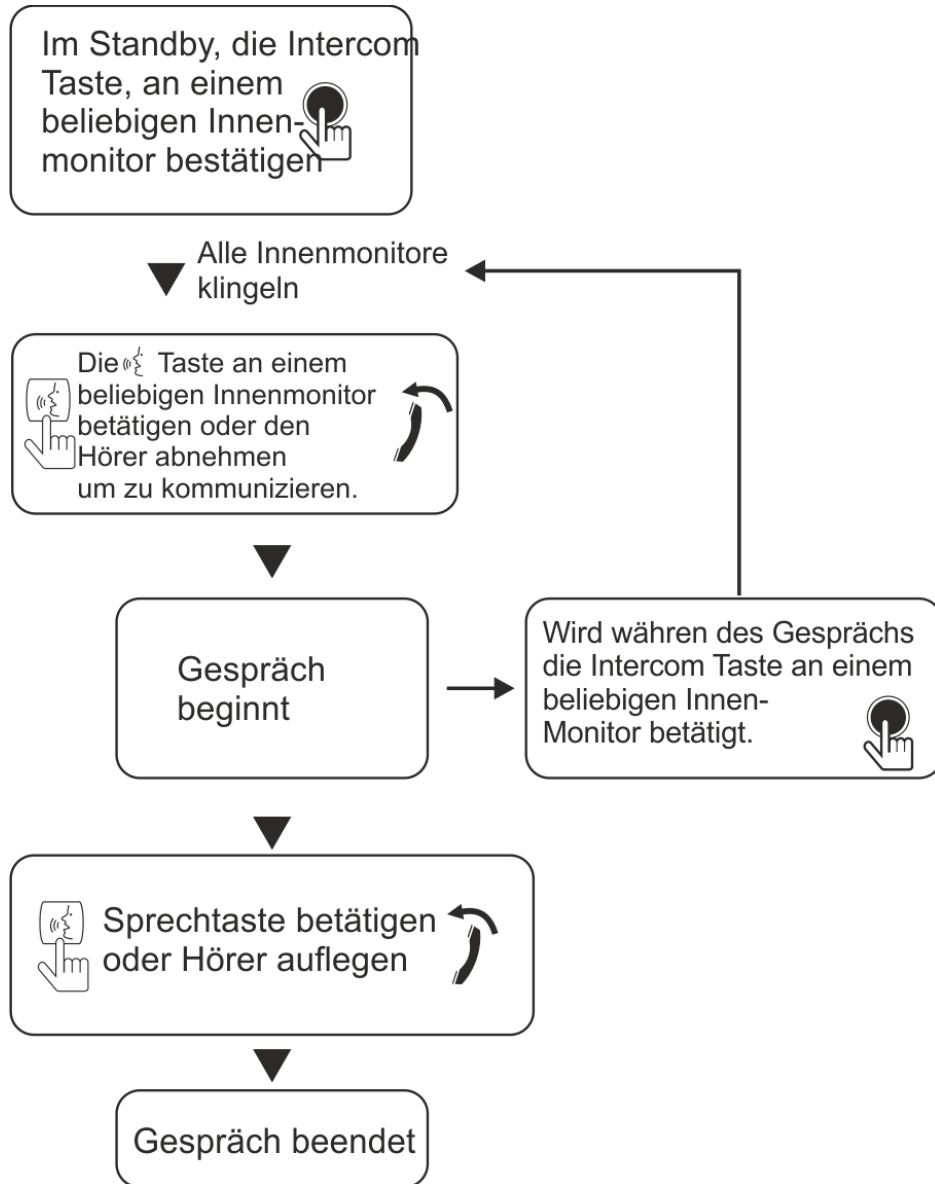 Im Standby, die Intercom
Taste, an einem
beliebigen Innen-
monitor bestätigen
Alle Innenmonitore
klingeln
Die Taste an einem
beliebigen Innenmonitor
betätigen oder den
Hörer abnehmen
um zu kommunizieren.
Gespräch
beginnt
Wird währen des Gesprächs
die Intercom Taste an einem
beliebigen Innen-
Monitor betätigt.
Sprechtaste betätigen
oder Hörer auflegen
Gespräch beendet